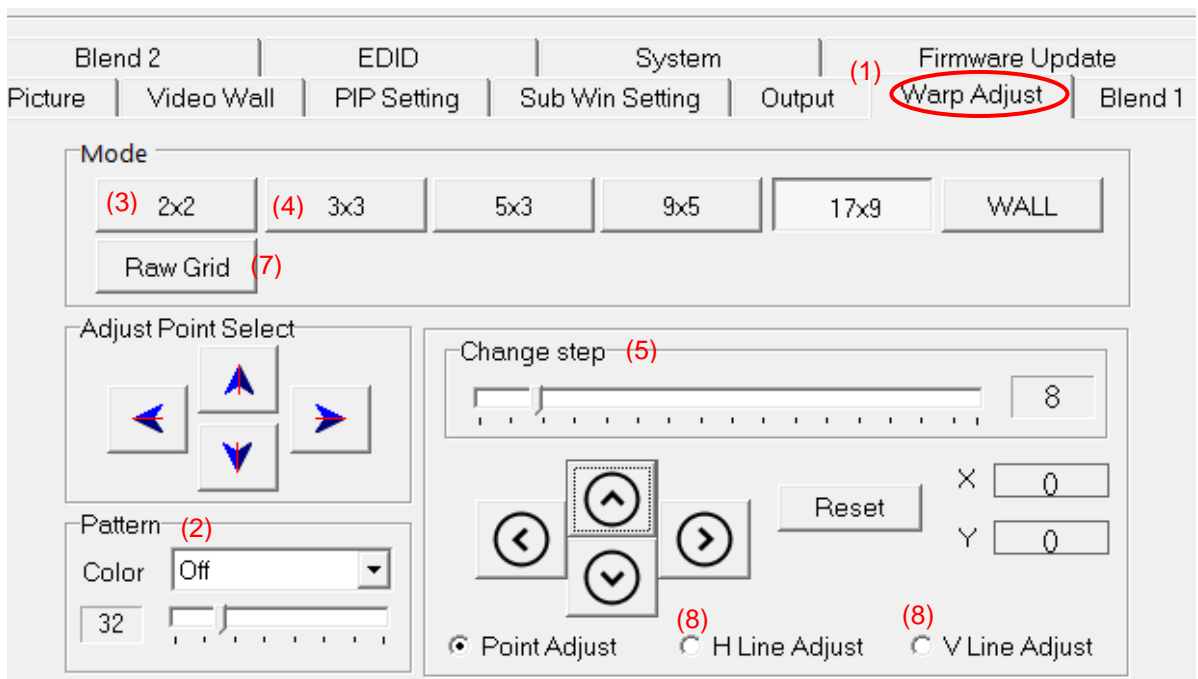 Blend 2 EDID System Firmware Update
(1)
Picture Video Wall PIP Setting Sub Win Setting Output Warp Adjust Blend 1
Mode
(3) 2x2 (4) 3x3 5x3 9x5 17x9 WALL
Raw Grid (7)
Adjust Point Select
Change step (5)
8
X 0
Reset
Y 0
Pattern (2)
Color Off
32
(8) (8)
Point Adjust H Line Adjust V Line Adjust